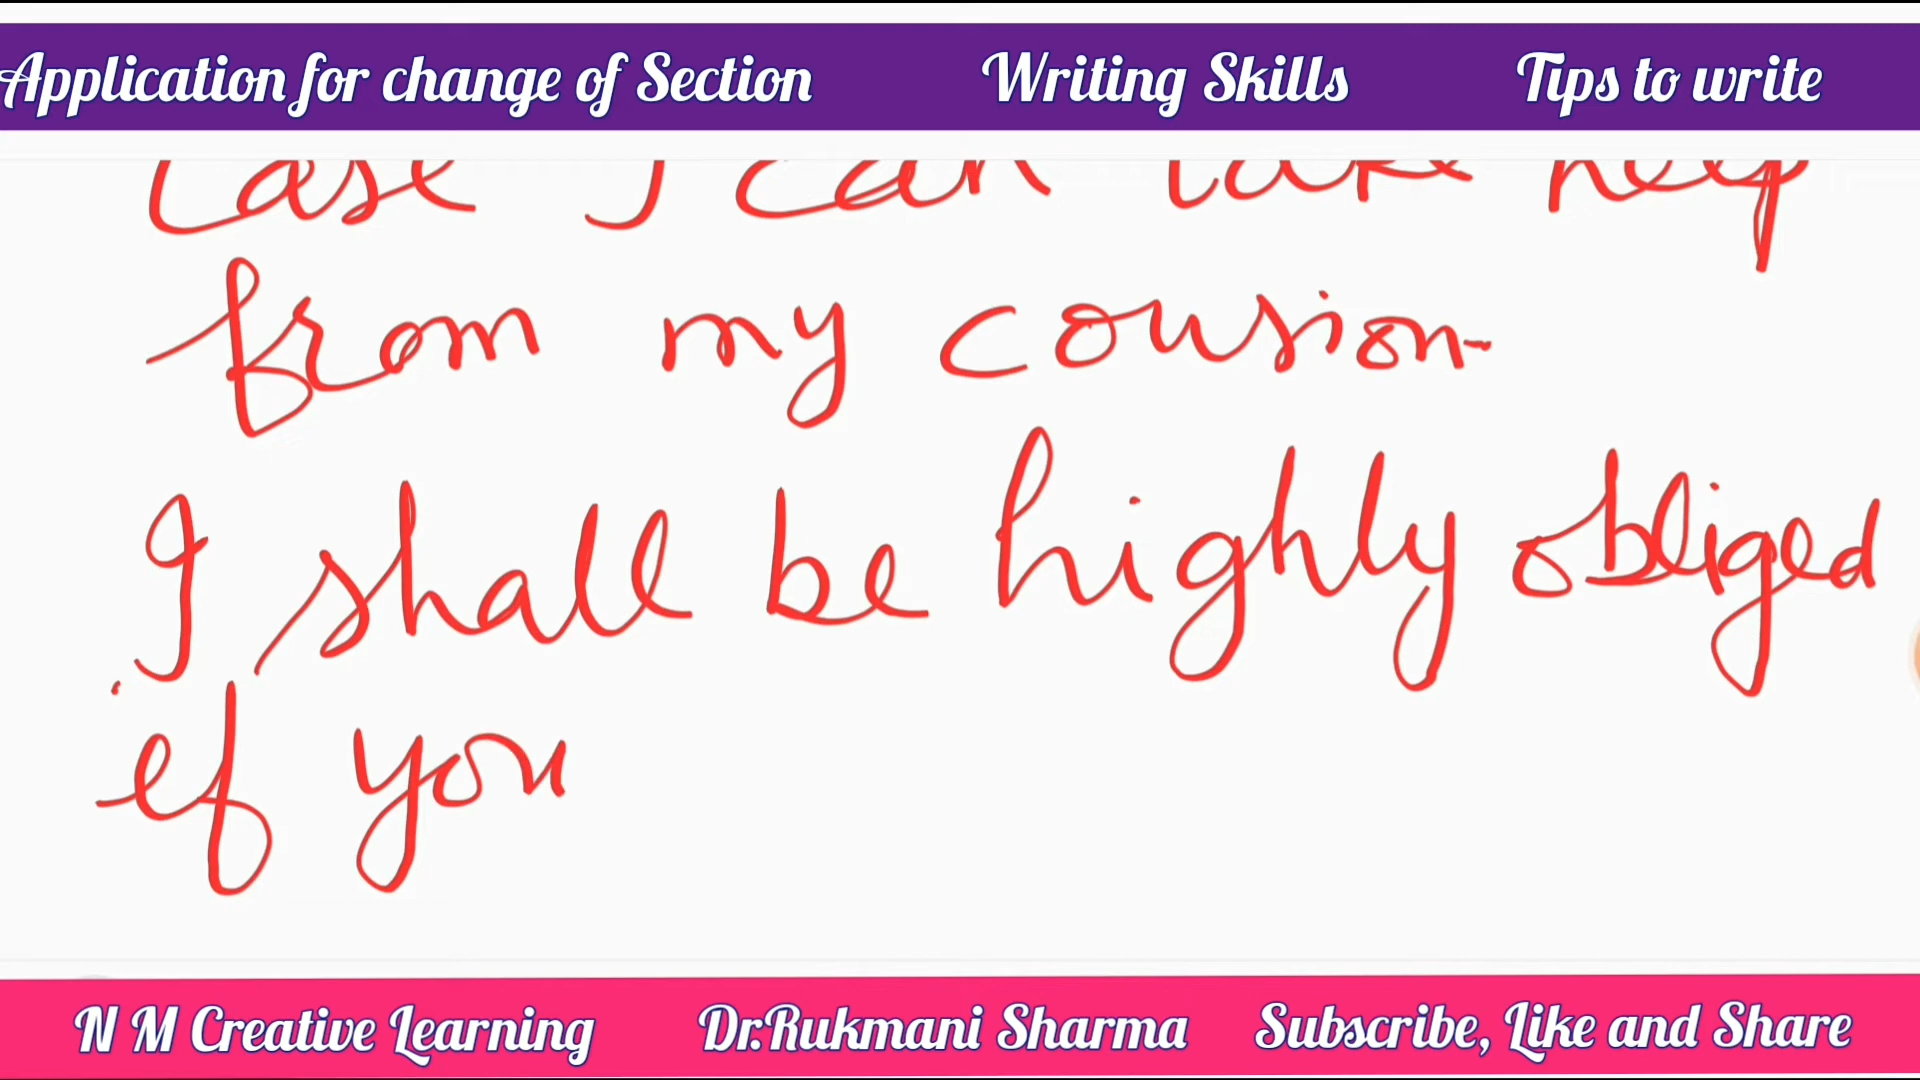 Application for change of Section Writing Skills Tips to write
Case I can take help
from my cousion.
I shall be highly obliged
if you
N M Creative Learning Dr.Rukmani Sharma Subscribe, Like and Share